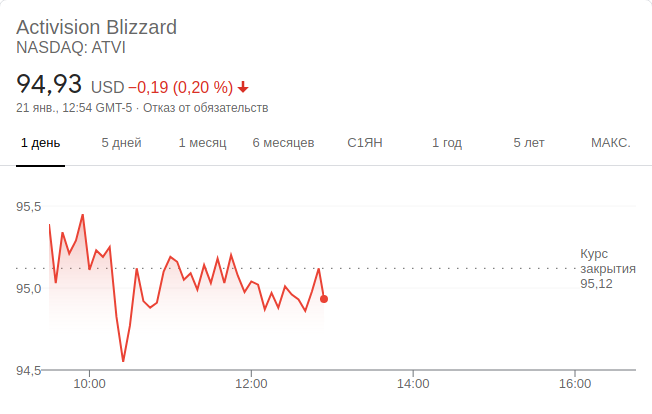 Activision Blizzard
NASDAQ: ATVI
94,93 USD −0,19 (0,20 %)
21 янв., 12:54 GMT-5 · Отказ от обязательств
1 день 5 дней 1 месяц 6 месяцев С1ЯН 1 год 5 лет МАКС.
95,5
Курс
закрытия
95,12
95,0
94,5
10:00 12:00 14:00 16:00